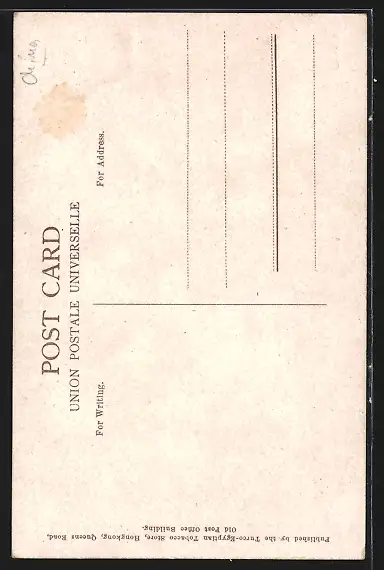 China
POST CARD
UNION POSTALE UNIVERSELLE
For Writing.
For Address.
Published by the Turco-Egyptian Tobacco Store, Hongkong, Queens Road,
Old Post Office Building.